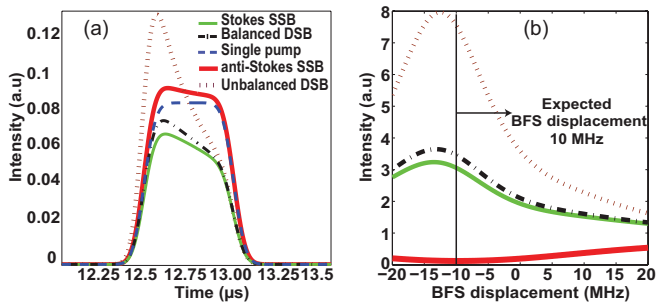 (a)
Stokes SSB
Balanced DSB
Single pump
anti-Stokes SSB
Unbalanced DSB
Intensity (a.u)
0.12
0.1
0.08
0.06
0.04
0.02
0
12.25 12.5 12.75 13.00 13.5
Time (µs)
(b)
Expected
BFS displacement
10 MHz
Intensity (a.u)
8
7
6
5
4
3
2
1
0
-20 -15 -10 -5 0 5 10 15 20
BFS displacement (MHz)